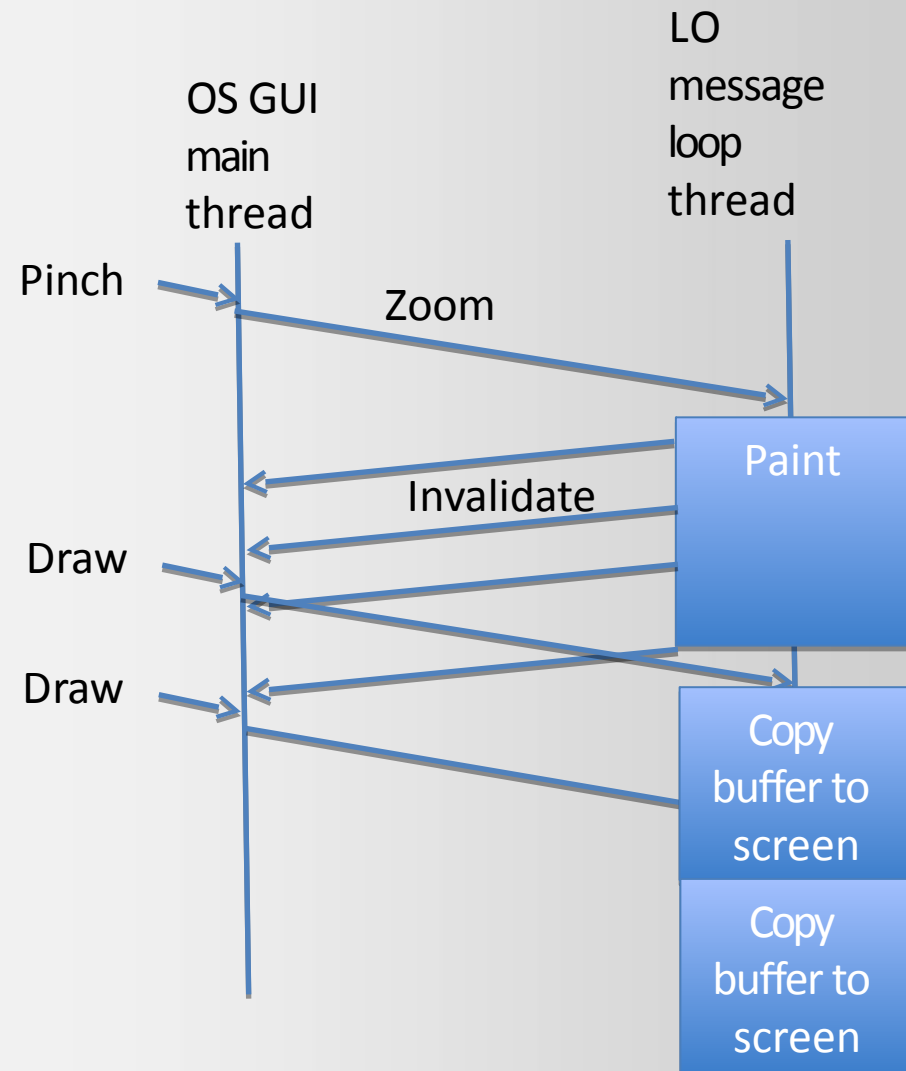 OS GUI
main
thread
LO
message
loop
thread
Pinch
Zoom
Paint
Invalidate
Draw
Draw
Copy
buffer to
screen
Copy
buffer to
screen